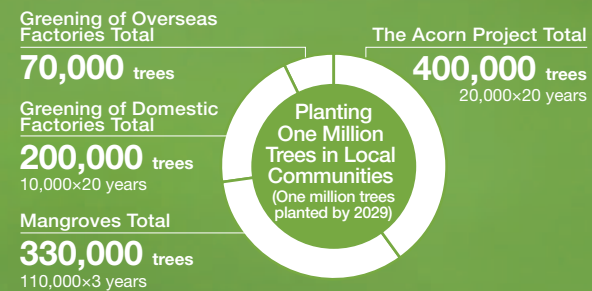 Greening of Overseas
Factories Total
70,000 trees
Greening of Domestic
Factories Total
200,000 trees
10,000×20 years
Mangroves Total
330,000 trees
110,000×3 years
Planting
One Million
Trees in Local
Communities
(One million trees
planted by 2029)
The Acorn Project Total
400,000 trees
20,000×20 years